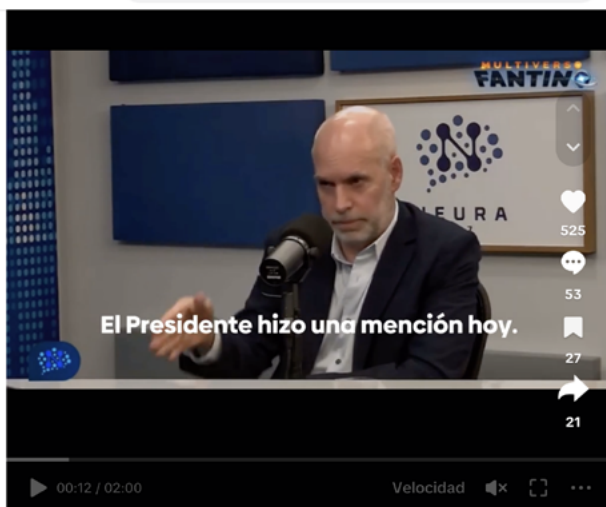 MULTIVERSO
FANTINO
NEURA
525
El Presidente hizo una mención hoy.
53
27
21
00:12 / 02:00
Velocidad